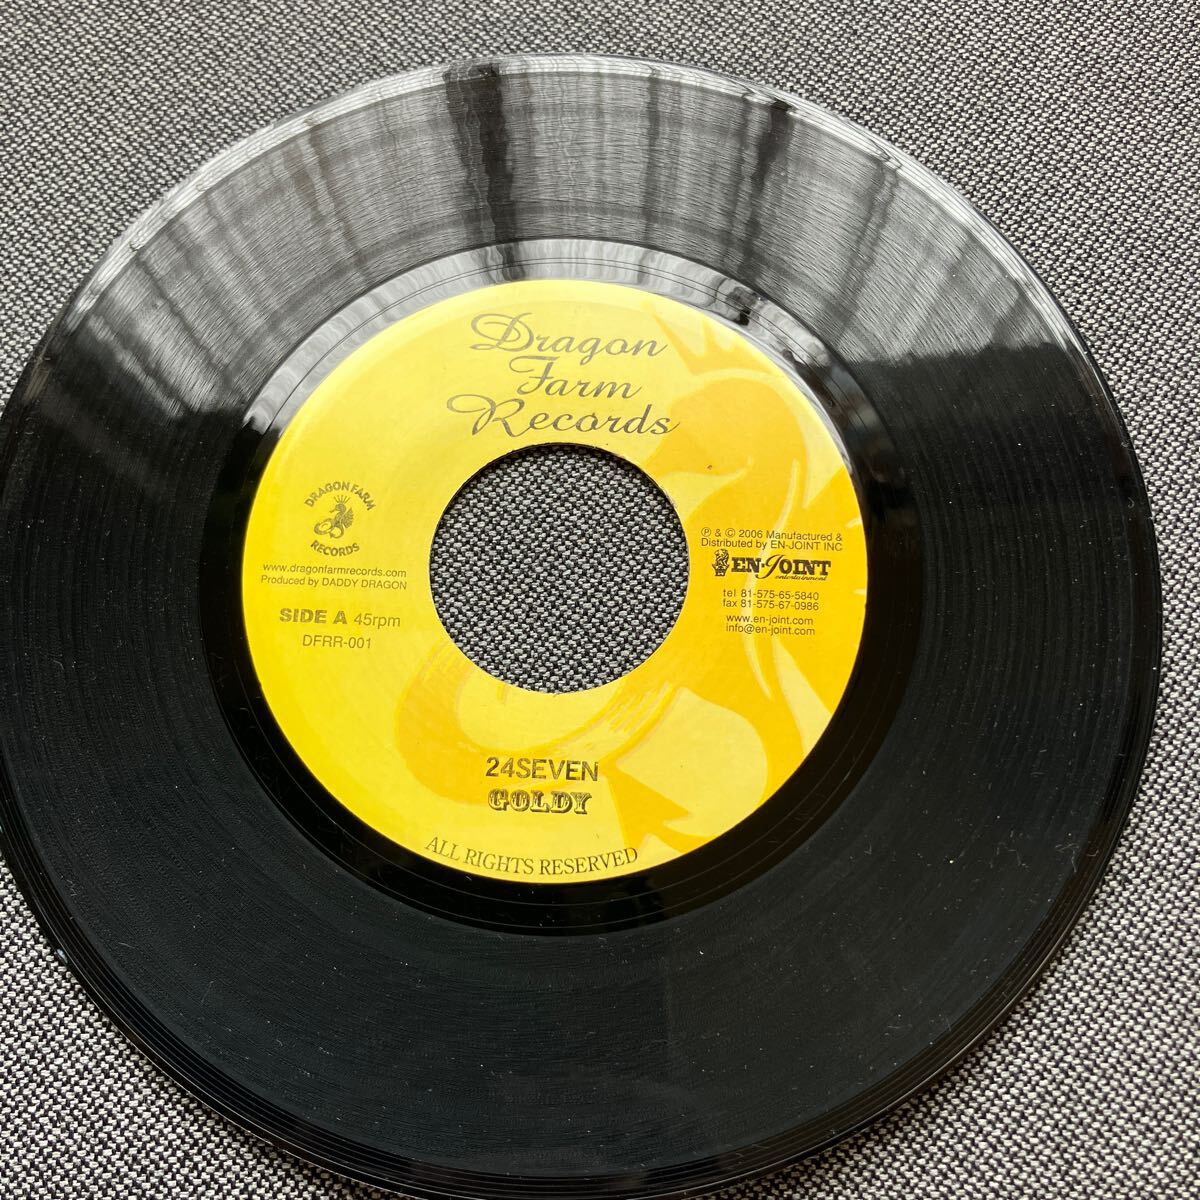 Dragon
Farm
Records
DRAGON FARM
RECORDS
www.dragonfarmrecords.com
Produced by DADDY DRAGON
SIDE A 45rpm
DFRR-001
℗ & © 2006 Manufactured &
Distributed by EN-JOINT INC
EN-JOINT
entertainment
tel 81-575-65-5840
fax 81-575-67-0986
www.en-joint.com
info@en-joint.com
24SEVEN
GOLDY
ALL RIGHTS RESERVED